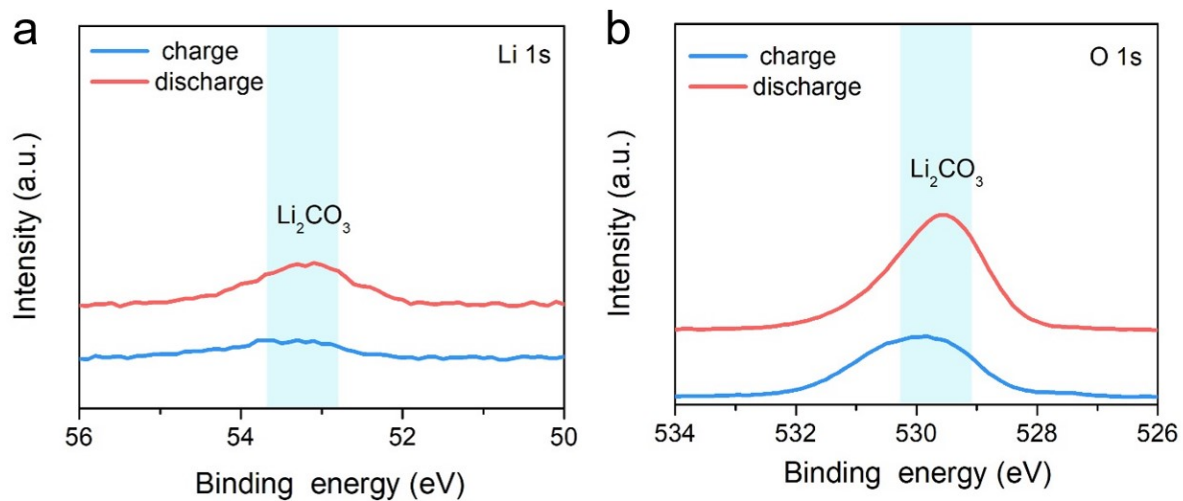 a
charge
discharge
Li 1s
Li₂CO₃
Intensity (a.u.)
56 54 52 50
Binding energy (eV)
b
charge
discharge
O 1s
Li₂CO₃
Intensity (a.u.)
534 532 530 528 526
Binding energy (eV)